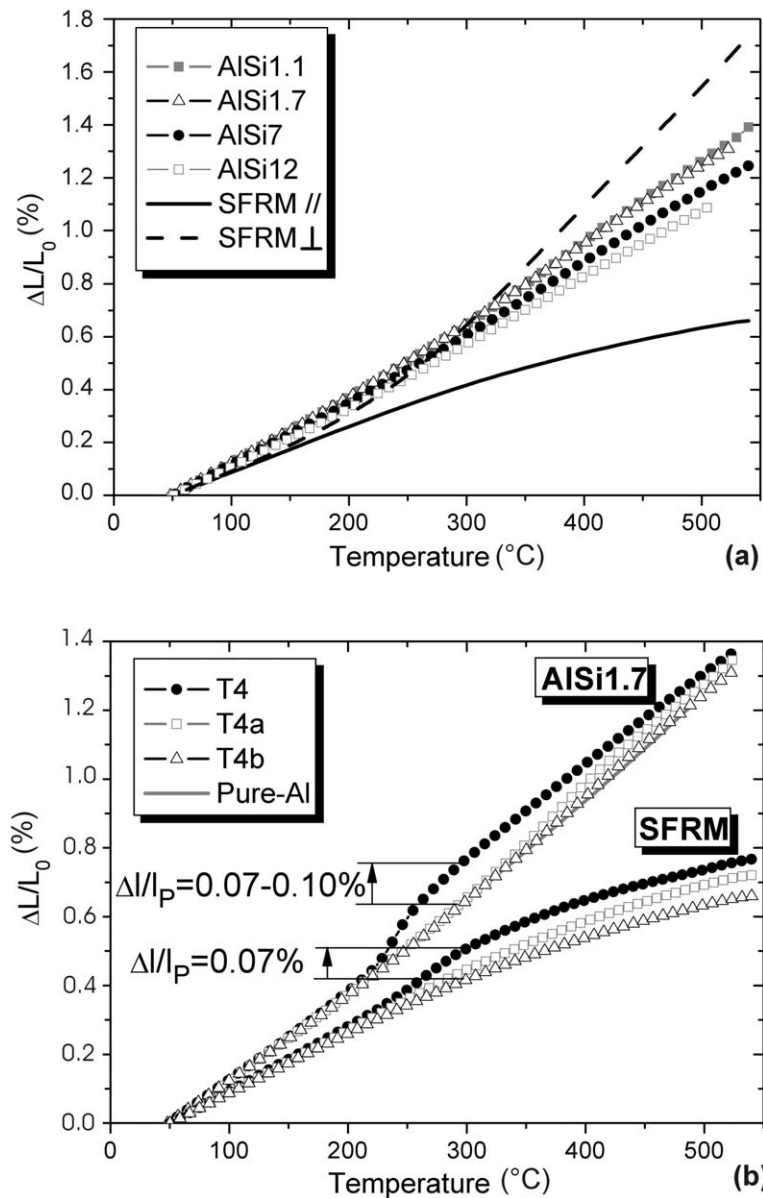 1.8
1.6
1.4
1.2
1.0
0.8
0.6
0.4
0.2
0.0
ΔL/L₀ (%)
AlSi1.1
AlSi1.7
AlSi7
AlSi12
SFRM //
SFRM ⊥
0 100 200 300 400 500
Temperature (°C)
(a)
1.4
1.2
1.0
0.8
0.6
0.4
0.2
0.0
ΔL/L₀ (%)
T4
T4a
T4b
Pure-Al
AlSi1.7
SFRM
Δl/lₚ=0.07-0.10%
Δl/lₚ=0.07%
0 100 200 300 400 500
Temperature (°C)
(b)